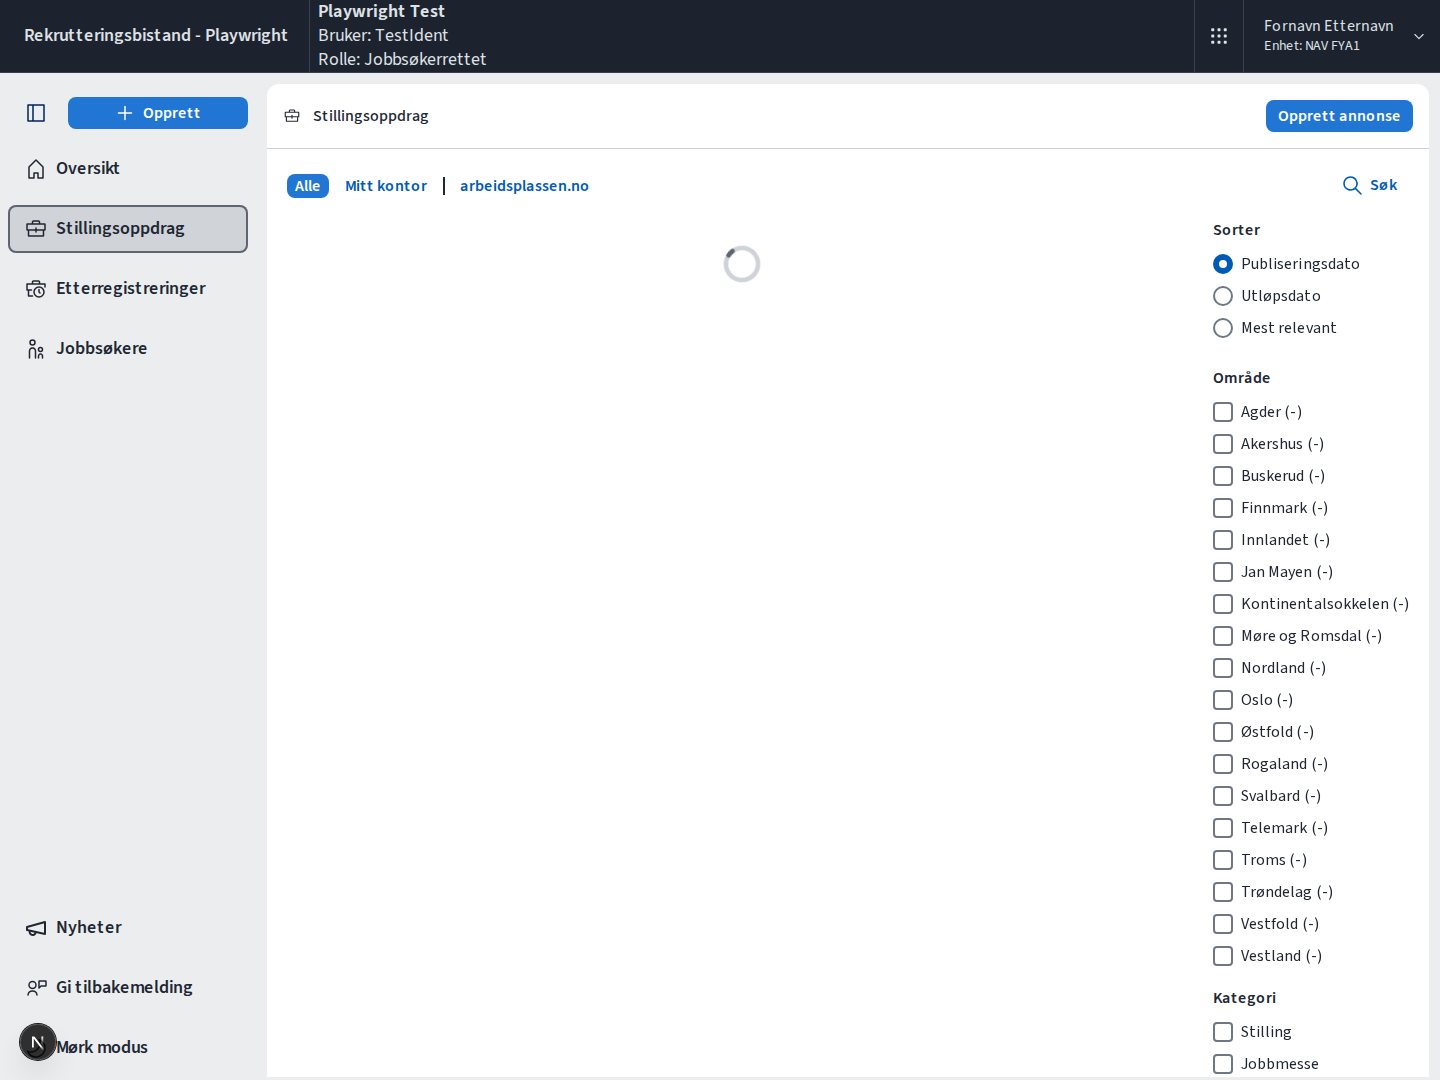 Rekrutteringsbistand - Playwright
Playwright Test
Bruker: TestIdent
Rolle: Jobbsøkerrettet
Fornavn Etternavn
Enhet: NAV FYA1
Opprett
Oversikt
Stillingsoppdrag
Etterregistreringer
Jobbsøkere
Nyheter
Gi tilbakemelding
N
Mørk modus
Stillingsoppdrag
Opprett annonse
Alle
Mitt kontor
arbeidsplassen.no
Søk
Sorter
Publiseringsdato
Utløpsdato
Mest relevant
Område
Agder (-)
Akershus (-)
Buskerud (-)
Finnmark (-)
Innlandet (-)
Jan Mayen (-)
Kontinentalsokkelen (-)
Møre og Romsdal (-)
Nordland (-)
Oslo (-)
Østfold (-)
Rogaland (-)
Svalbard (-)
Telemark (-)
Troms (-)
Trøndelag (-)
Vestfold (-)
Vestland (-)
Kategori
Stilling
Jobbmesse